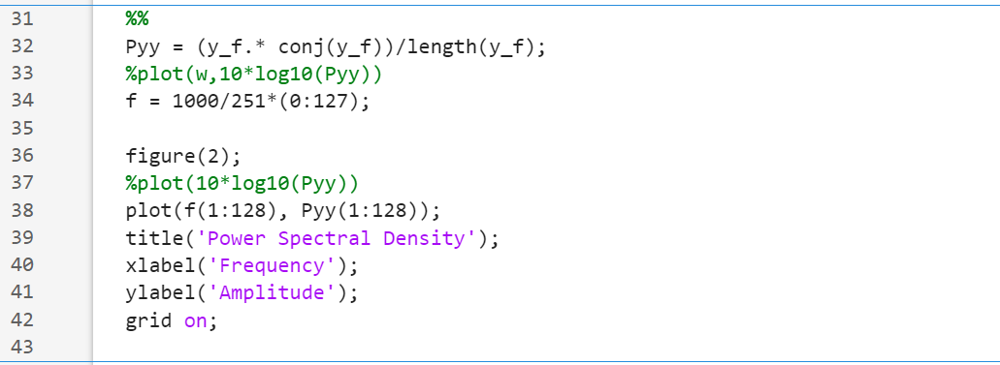 31 %%
32 Pyy = (y_f.* conj(y_f))/length(y_f);
33 %plot(w,10*log10(Pyy))
34 f = 1000/251*(0:127);
35
36 figure(2);
37 %plot(10*log10(Pyy))
38 plot(f(1:128), Pyy(1:128));
39 title('Power Spectral Density');
40 xlabel('Frequency');
41 ylabel('Amplitude');
42 grid on;
43